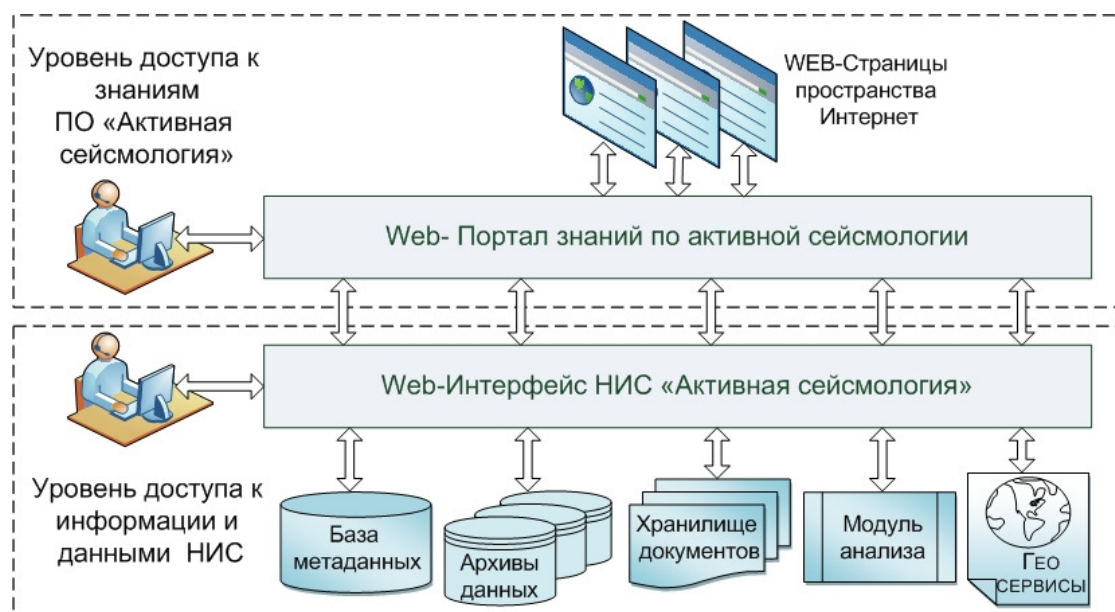 Уровень доступа к
знаниям
ПО «Активная
сейсмология»
WEB-Страницы
пространства
Интернет
Web- Портал знаний по активной сейсмологии
Web-Интерфейс НИС «Активная сейсмология»
Уровень доступа к
информации и
данными НИС
База
метаданных
Архивы
данных
Хранилище
документов
Модуль
анализа
ГЕО
СЕРВИСЫ